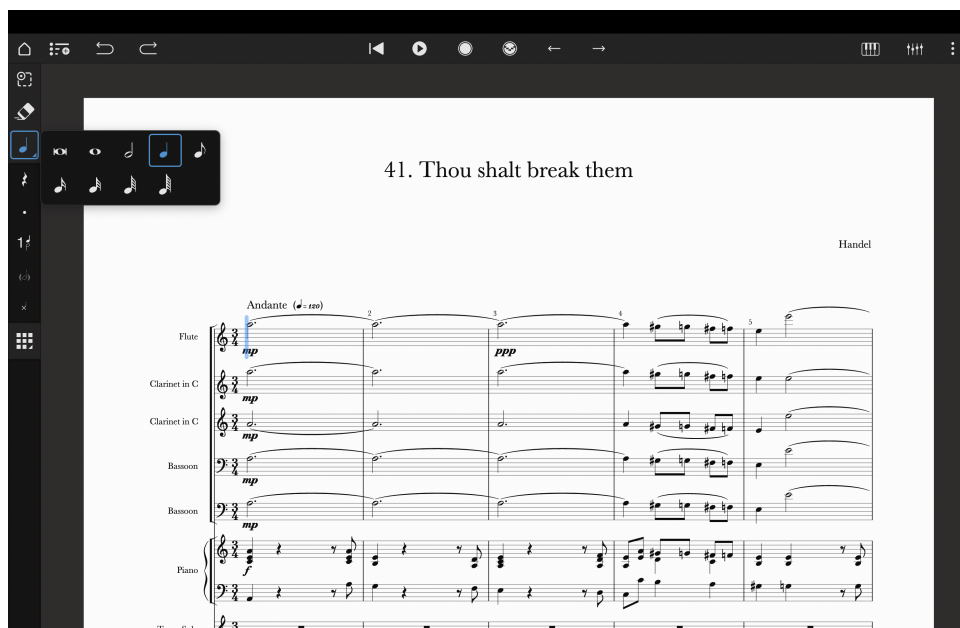 41. Thou shalt break them
Handel
Andante (♩= 120)
2
3
4
5
Flute
mp
ppp
Clarinet in C
mp
Clarinet in C
mp
Bassoon
mp
Bassoon
mp
Piano
f